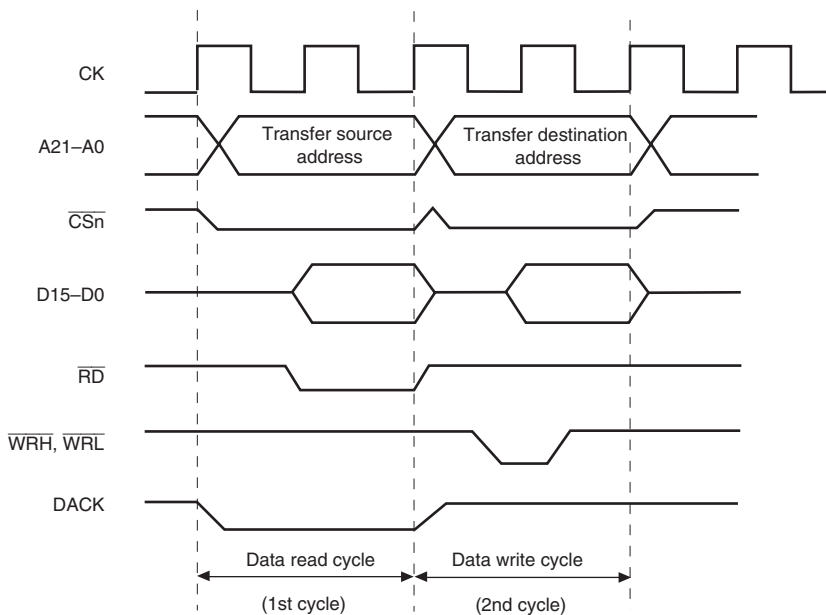 CK
A21–A0
Transfer source
address
Transfer destination
address
CSn
D15–D0
RD
WRH, WRL
DACK
Data read cycle
Data write cycle
(1st cycle)
(2nd cycle)